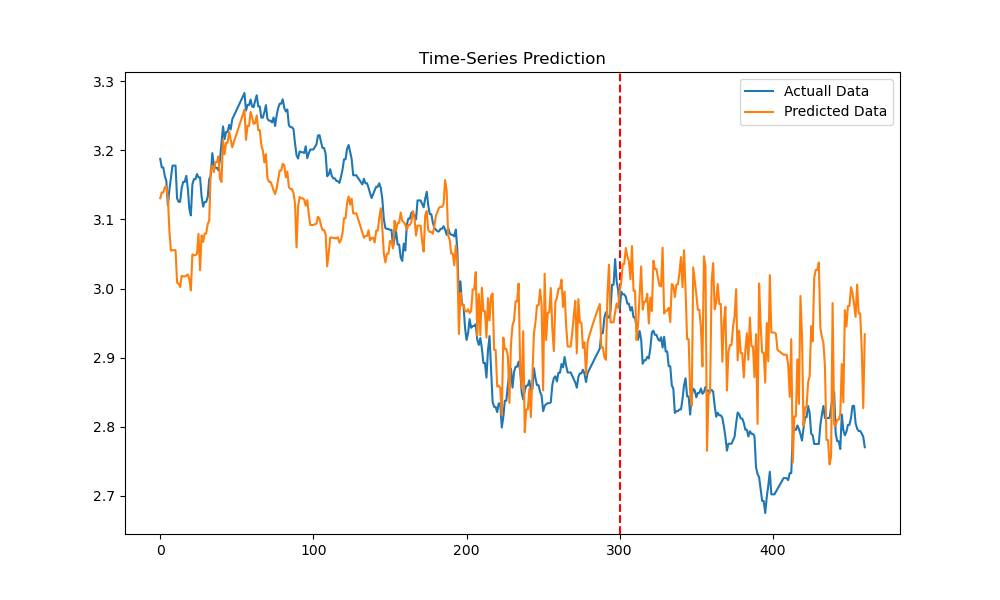 Time-Series Prediction
Actuall Data
Predicted Data
3.3
3.2
3.1
3.0
2.9
2.8
2.7
0 100 200 300 400